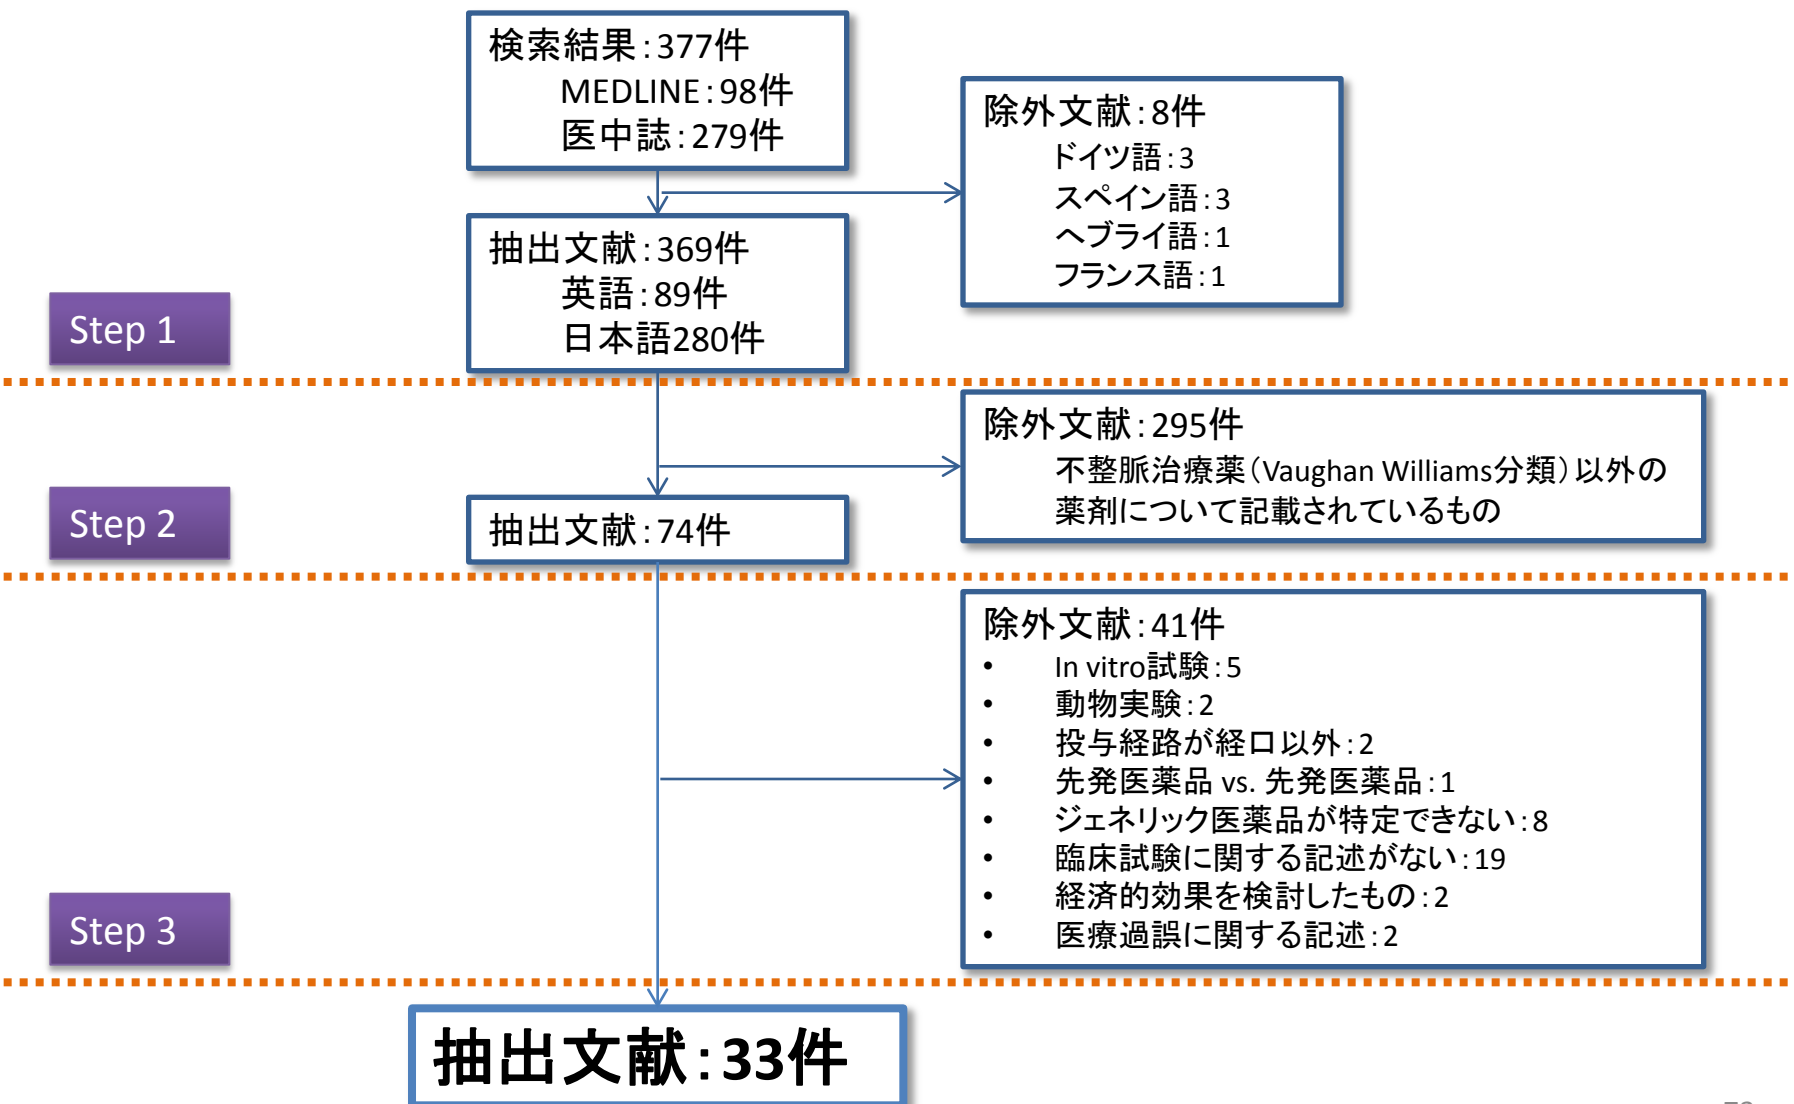 検索結果：377件
MEDLINE：98件
医中誌：279件
除外文献：8件
ドイツ語：3
スペイン語：3
ヘブライ語：1
フランス語：1
抽出文献：369件
英語：89件
日本語280件
Step 1
除外文献：295件
不整脈治療薬（Vaughan Williams分類）以外の
薬剤について記載されているもの
Step 2
抽出文献：74件
除外文献：41件
• In vitro試験：5
• 動物実験：2
• 投与経路が経口以外：2
• 先発医薬品 vs. 先発医薬品：1
• ジェネリック医薬品が特定できない：8
• 臨床試験に関する記述がない：19
• 経済的効果を検討したもの：2
• 医療過誤に関する記述：2
Step 3
抽出文献：33件